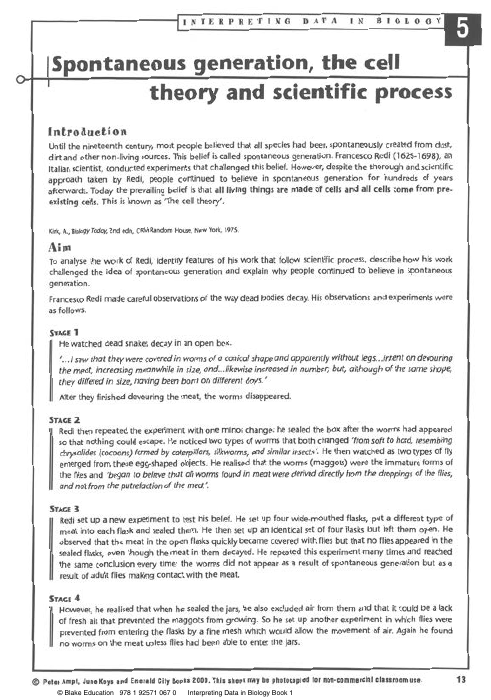 INTERPRETING DATA IN BIOLOGY
5
Spontaneous generation, the cell
theory and scientific process
Introduction
Until the nineteenth century, most people believed that all species had been spontaneously created from dust,
dirt and other non-living sources. This belief is called spontaneous generation. Francesco Redi (1625-1698), an
Italian scientist, conducted experiments that challenged this belief. However, despite the thorough and scientific
approach taken by Redi, people continued to believe in spontaneous generation for hundreds of years
afterwards. Today the prevailing belief is that all living things are made of cells and all cells come from pre-
existing cells. This is known as 'The cell theory'.
Kirk, A., Biology Today, 2nd edn, CRM Random House, New York, 1975.
Aim
To analyse the work of Redi, identify features of his work that follow scientific process, describe how his work
challenged the idea of spontaneous generation and explain why people continued to believe in spontaneous
generation.
Francesco Redi made careful observations of the way dead bodies decay. His observations and experiments were
as follows.
STAGE 1
He watched dead snakes decay in an open box.
'...I saw that they were covered in worms of a conical shape and apparently without legs...intent on devouring
the meat, increasing meanwhile in size, and...likewise increased in number; but, although of the same shape,
they differed in size, having been born on different days.'
After they finished devouring the meat, the worms disappeared.
STAGE 2
Redi then repeated the experiment with one minor change: he sealed the box after the worms had appeared
so that nothing could escape. He noticed two types of worms that both changed 'from soft to hard, resembling
chrysalides (cocoons) formed by caterpillars, silkworms, and similar insects'. He then watched as two types of fly
emerged from these egg-shaped objects. He realised that the worms (maggots) were the immature forms of
the flies and 'began to believe that all worms found in meat were derived directly from the droppings of the flies,
and not from the putrefaction of the meat'.
STAGE 3
Redi set up a new experiment to test his belief. He set up four wide-mouthed flasks, put a different type of
meat into each flask and sealed them. He then set up an identical set of four flasks but left them open. He
observed that the meat in the open flasks quickly became covered with flies but that no flies appeared in the
sealed flasks, even though the meat in them decayed. He repeated this experiment many times and reached
the same conclusion every time: the worms did not appear as a result of spontaneous generation but as a
result of adult flies making contact with the meat.
STAGE 4
However, he realised that when he sealed the jars, he also excluded air from them and that it could be a lack
of fresh air that prevented the maggots from growing. So he set up another experiment in which flies were
prevented from entering the flasks by a fine mesh which would allow the movement of air. Again he found
no worms on the meat unless flies had been able to enter the jars.
© Peter Ampt, June Keys and Emerald City Books 2000. This sheet may be photocopied for non-commercial classroom use. 13
© Blake Education 978 1 92571 067 0 Interpreting Data in Biology Book 1